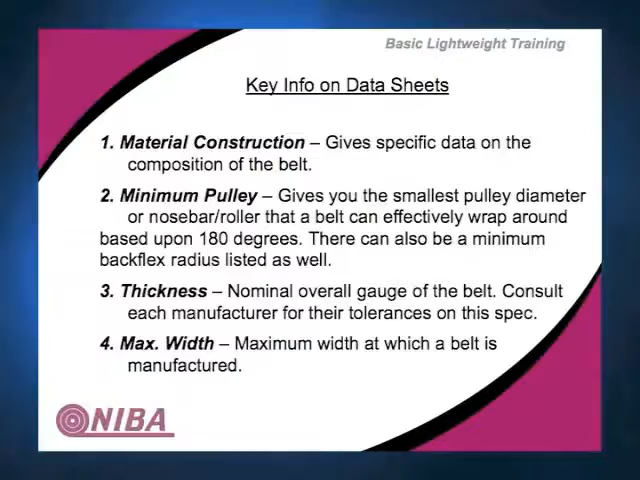 Basic Lightweight Training
Key Info on Data Sheets
1. Material Construction – Gives specific data on the
composition of the belt.
2. Minimum Pulley – Gives you the smallest pulley diameter
or nosebar/roller that a belt can effectively wrap around
based upon 180 degrees. There can also be a minimum
backflex radius listed as well.
3. Thickness – Nominal overall gauge of the belt. Consult
each manufacturer for their tolerances on this spec.
4. Max. Width – Maximum width at which a belt is
manufactured.
NIBA